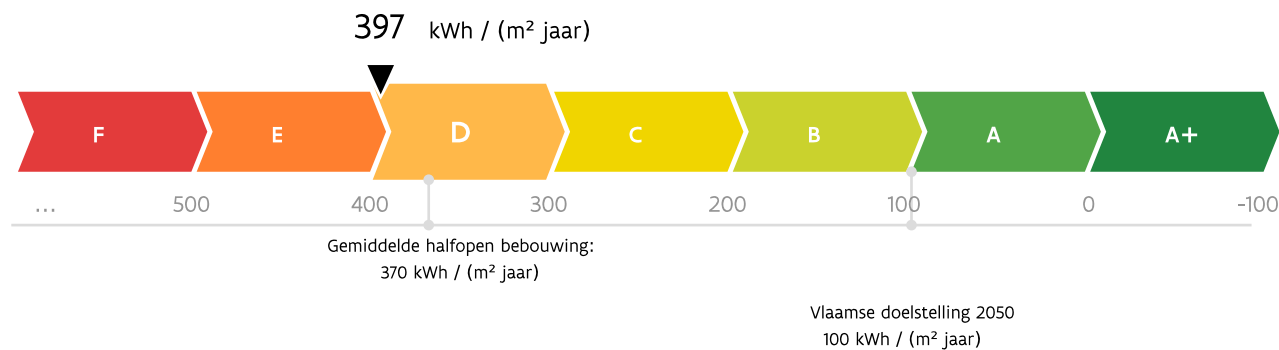 397 kWh / (m² jaar)
F E D C B A A+
... 500 400 300 200 100 0 -100
Gemiddelde halfopen bebouwing:
370 kWh / (m² jaar)
Vlaamse doelstelling 2050
100 kWh / (m² jaar)